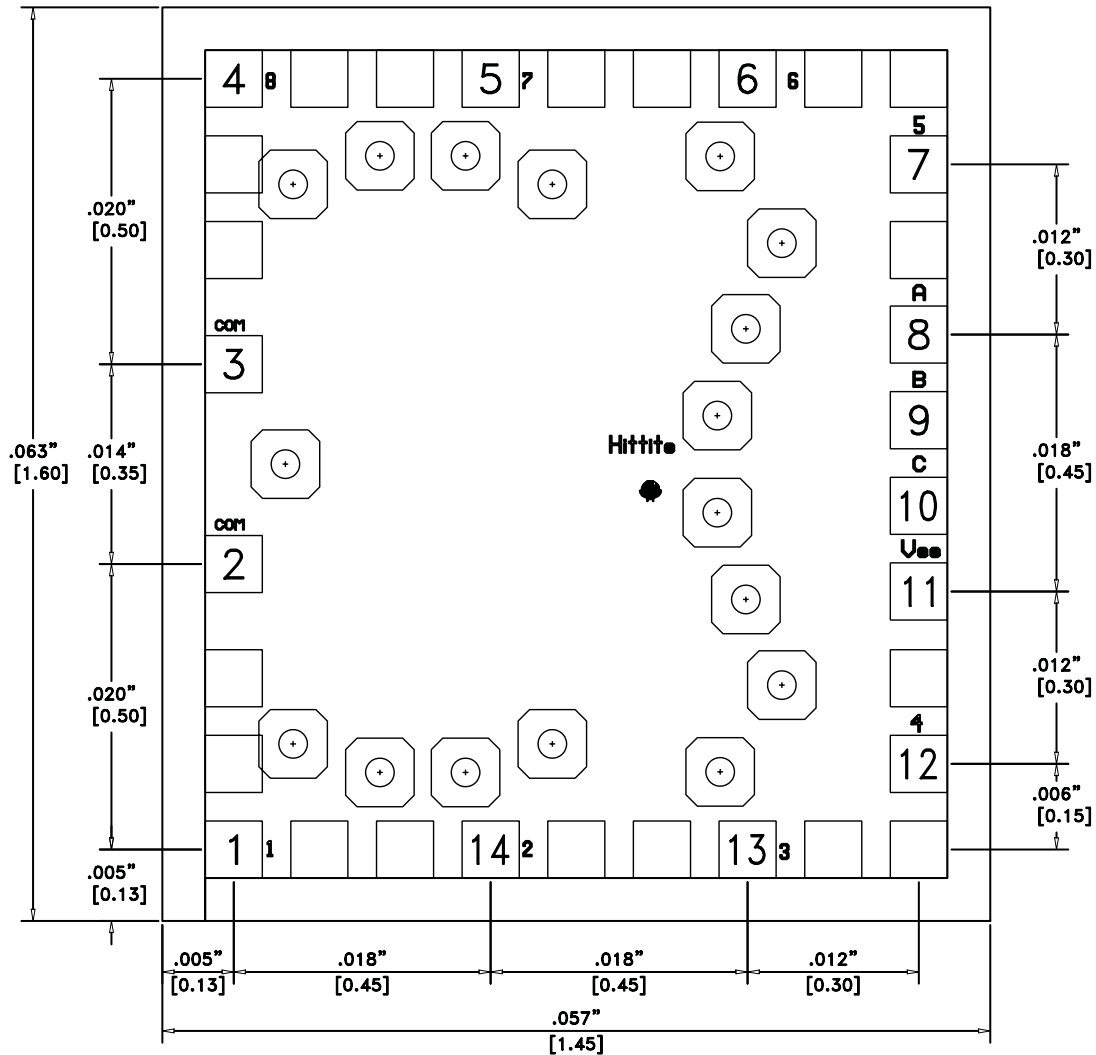 4 8 5 7 6 6
5
7
.020”
[0.50]
.012”
[0.30]
A
8
COM
3
B
9
.063”
[1.60]
.014”
[0.35]
Hittite
.018”
[0.45]
C
10
COM
2
Vee
11
.020”
[0.50]
.012”
[0.30]
4
12
.006”
[0.15]
1 1 14 2 13 3
.005”
[0.13]
.005” .018” .018” .012”
[0.13] [0.45] [0.45] [0.30]
.057”
[1.45]